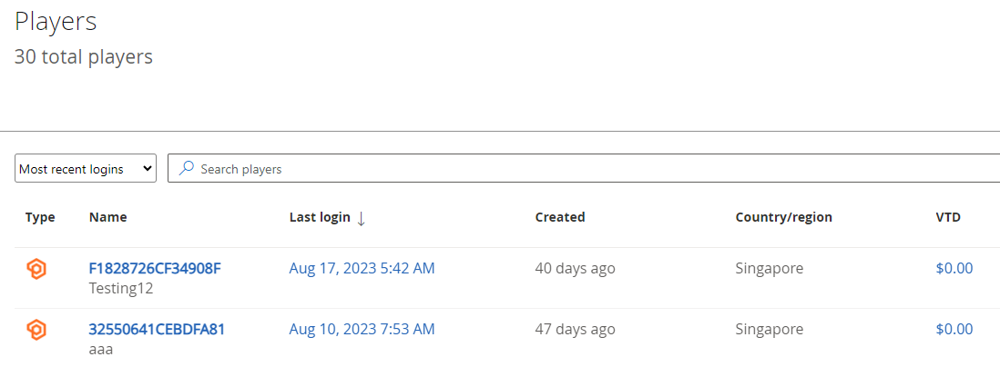 Players
30 total players
Most recent logins Search players
Type Name Last login ↓ Created Country/region VTD
F1828726CF34908F Aug 17, 2023 5:42 AM 40 days ago Singapore $0.00
Testing12
32550641CEBDFA81 Aug 10, 2023 7:53 AM 47 days ago Singapore $0.00
aaa